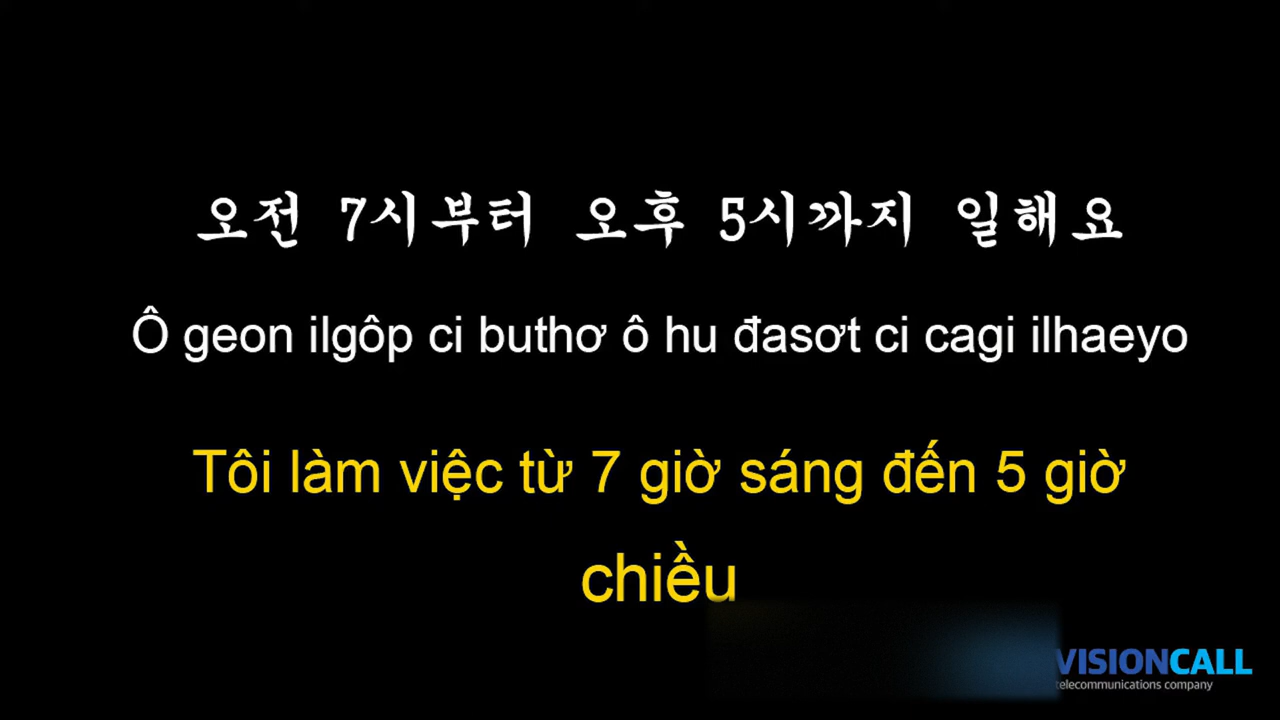 오전 7시부터 오후 5시까지 일해요
Ô geon ilgôp ci buthơ ô hu đasơt ci cagi ilhaeyo
Tôi làm việc từ 7 giờ sáng đến 5 giờ
chiều
VISIONCALL
telecommunications company